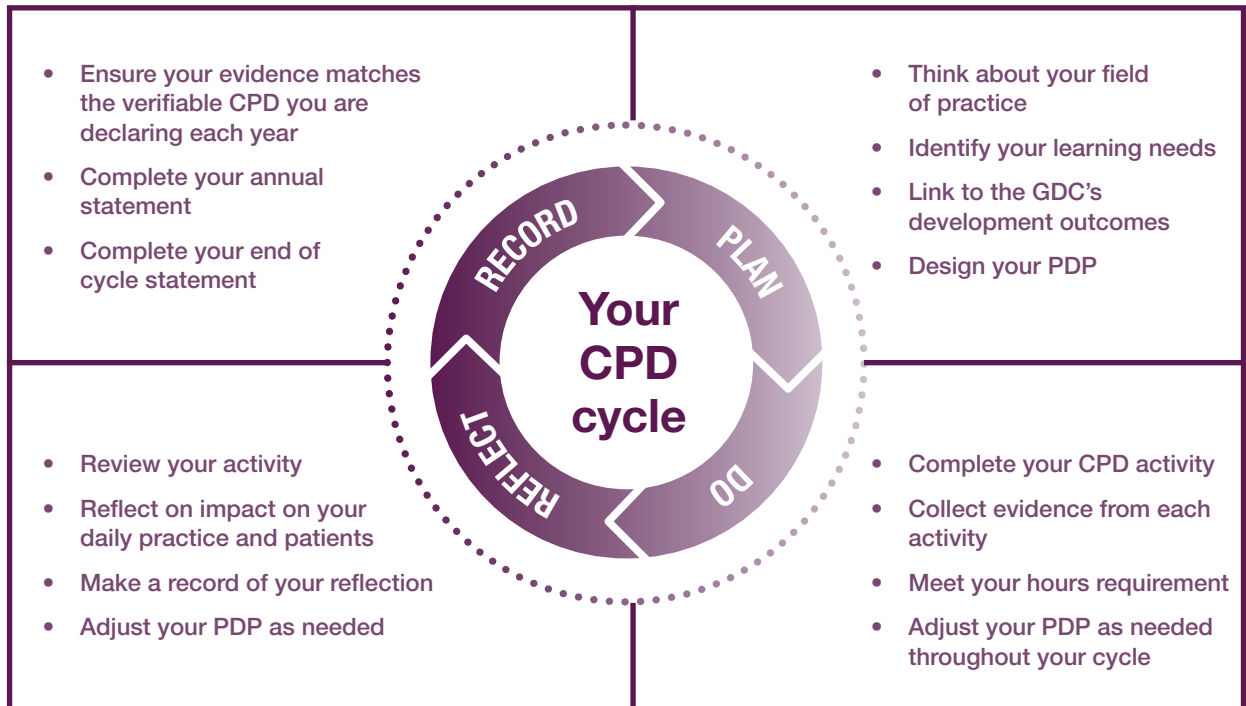 • Ensure your evidence matches
the verifiable CPD you are
declaring each year
• Complete your annual
statement
• Complete your end of
cycle statement
• Think about your field
of practice
• Identify your learning needs
• Link to the GDC’s
development outcomes
• Design your PDP
RECORD
PLAN
Your
CPD
cycle
REFLECT
DO
• Review your activity
• Reflect on impact on your
daily practice and patients
• Make a record of your reflection
• Adjust your PDP as needed
• Complete your CPD activity
• Collect evidence from each
activity
• Meet your hours requirement
• Adjust your PDP as needed
throughout your cycle